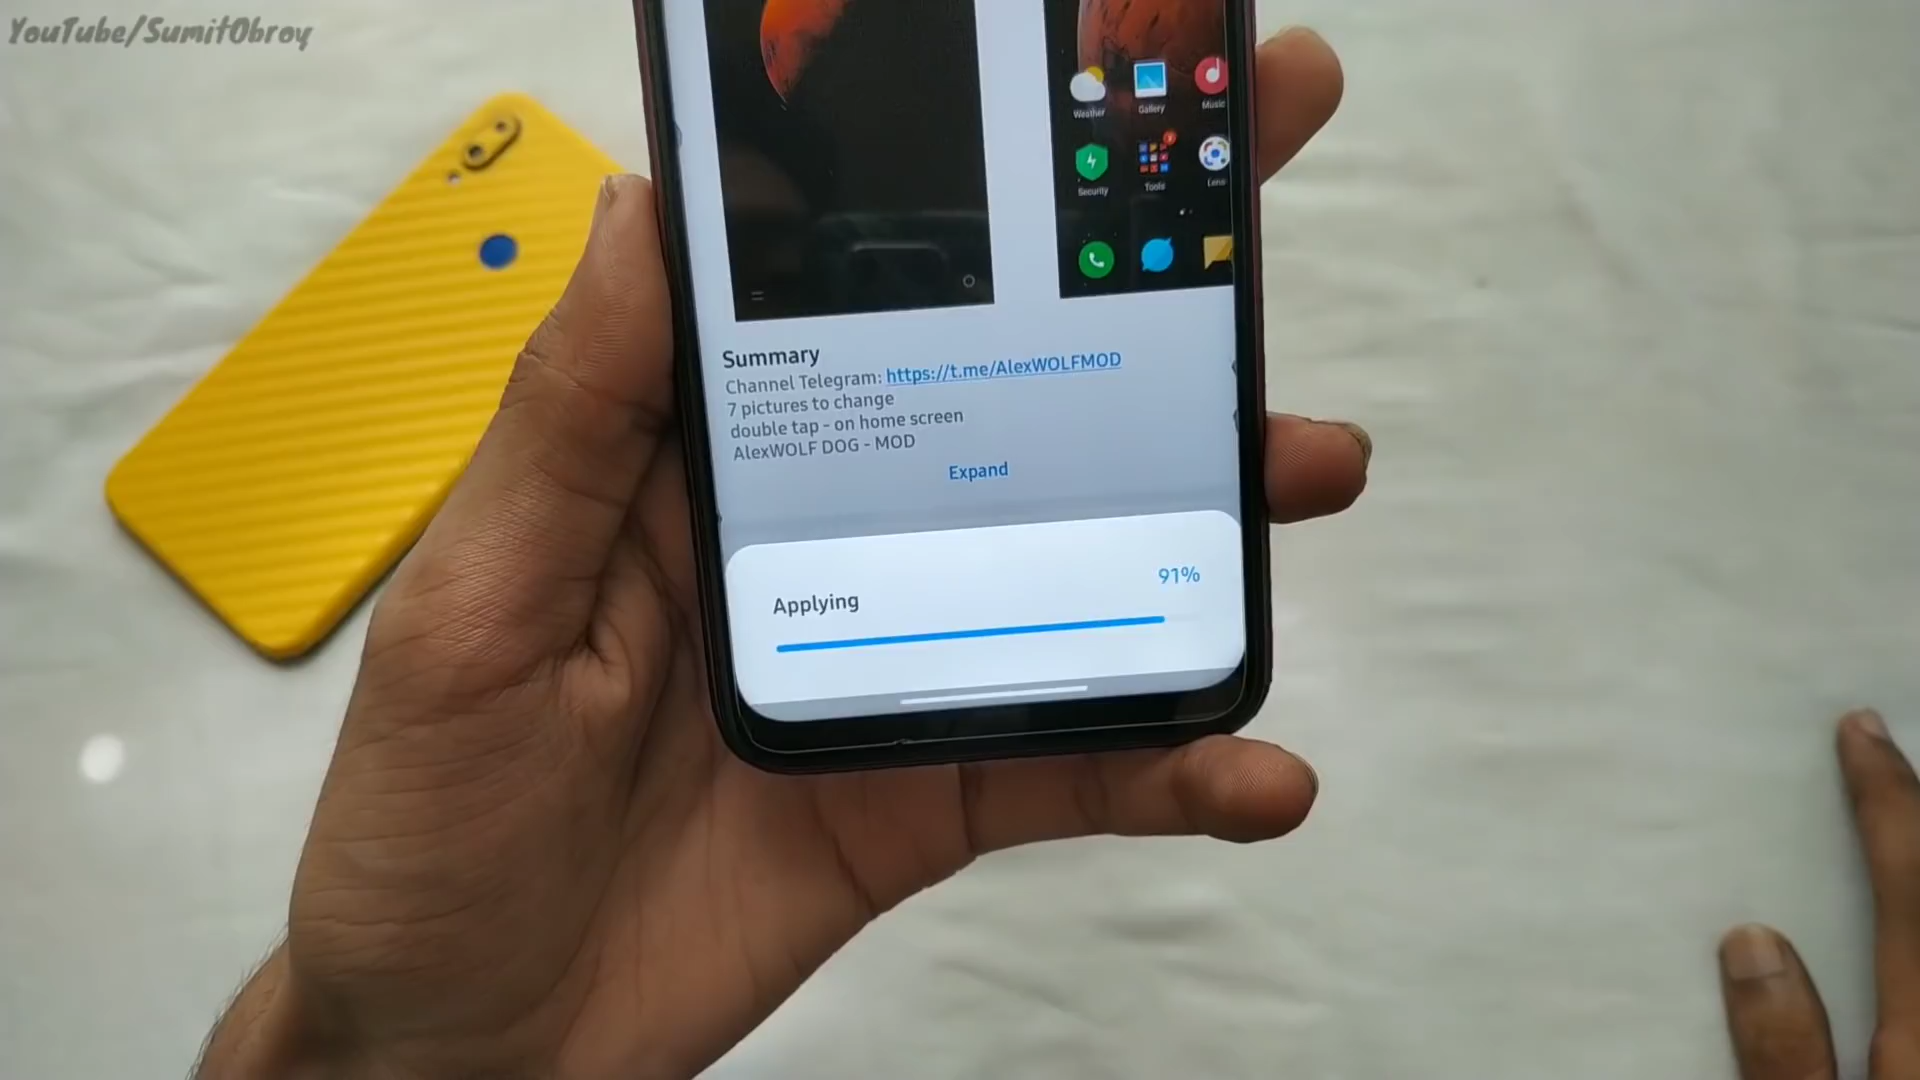 YouTube/SumitObroy
Weather
Gallery
Music
Security
Tools
Lens
Summary
Channel Telegram: https://t.me/AlexWOLFMOD
7 pictures to change
double tap - on home screen
AlexWOLF DOG - MOD
Expand
91%
Applying